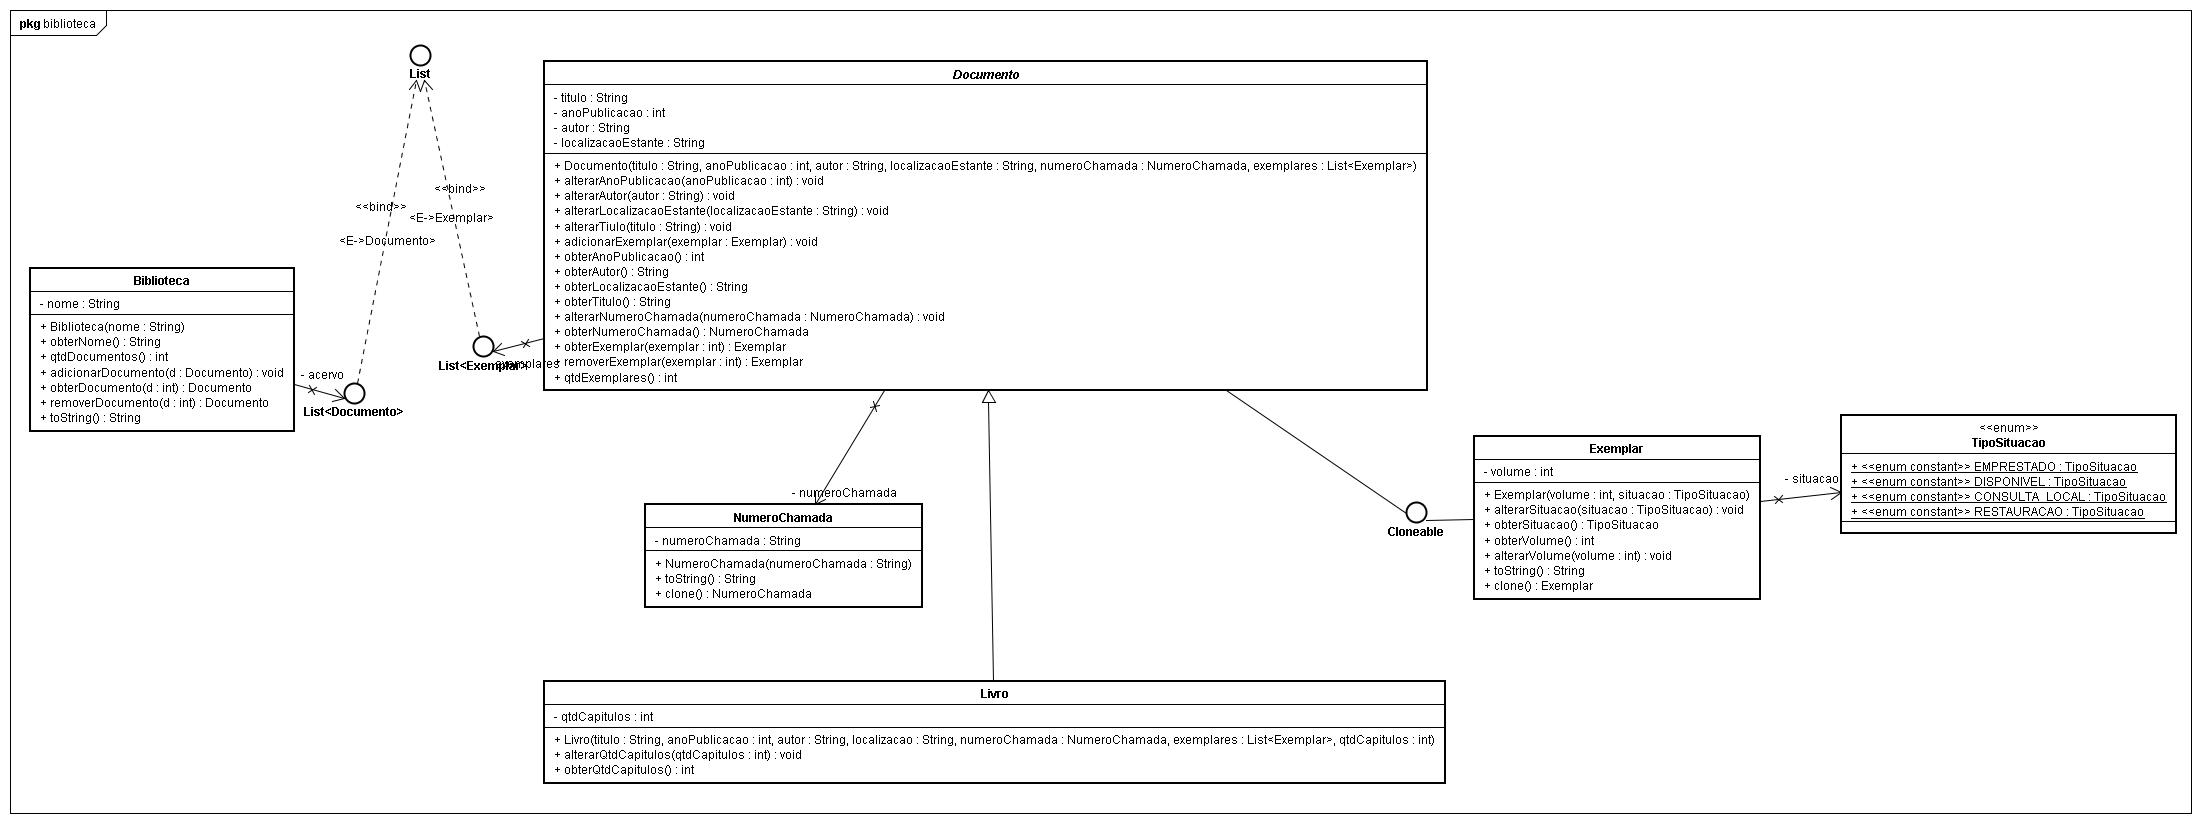 pkg biblioteca
List
<<bind>>
<E->Documento>
<<bind>>
<E->Exemplar>
Biblioteca
- nome : String
+ Biblioteca(nome : String)
+ obterNome() : String
+ qtdDocumentos() : int
+ adicionarDocumento(d : Documento) : void
+ obterDocumento(d : int) : Documento
+ removerDocumento(d : int) : Documento
+ toString() : String
- acervo
List<Documento>
List<Exemplar>
- exemplares
Documento
- titulo : String
- anoPublicacao : int
- autor : String
- localizacaoEstante : String
+ Documento(titulo : String, anoPublicacao : int, autor : String, localizacaoEstante : String, numeroChamada : NumeroChamada, exemplares : List<Exemplar>)
+ alterarAnoPublicacao(anoPublicacao : int) : void
+ alterarAutor(autor : String) : void
+ alterarLocalizacaoEstante(localizacaoEstante : String) : void
+ alterarTiulo(titulo : String) : void
+ adicionarExemplar(exemplar : Exemplar) : void
+ obterAnoPublicacao() : int
+ obterAutor() : String
+ obterLocalizacaoEstante() : String
+ obterTitulo() : String
+ alterarNumeroChamada(numeroChamada : NumeroChamada) : void
+ obterNumeroChamada() : NumeroChamada
+ obterExemplar(exemplar : int) : Exemplar
+ removerExemplar(exemplar : int) : Exemplar
+ qtdExemplares() : int
- numeroChamada
NumeroChamada
- numeroChamada : String
+ NumeroChamada(numeroChamada : String)
+ toString() : String
+ clone() : NumeroChamada
Cloneable
Exemplar
- volume : int
+ Exemplar(volume : int, situacao : TipoSituacao)
+ alterarSituacao(situacao : TipoSituacao) : void
+ obterSituacao() : TipoSituacao
+ obterVolume() : int
+ alterarVolume(volume : int) : void
+ toString() : String
+ clone() : Exemplar
- situacao
<<enum>>
TipoSituacao
+ <<enum constant>> EMPRESTADO : TipoSituacao
+ <<enum constant>> DISPONIVEL : TipoSituacao
+ <<enum constant>> CONSULTA_LOCAL : TipoSituacao
+ <<enum constant>> RESTAURACAO : TipoSituacao
Livro
- qtdCapitulos : int
+ Livro(titulo : String, anoPublicacao : int, autor : String, localizacao : String, numeroChamada : NumeroChamada, exemplares : List<Exemplar>, qtdCapitulos : int)
+ alterarQtdCapitulos(qtdCapitulos : int) : void
+ obterQtdCapitulos() : int